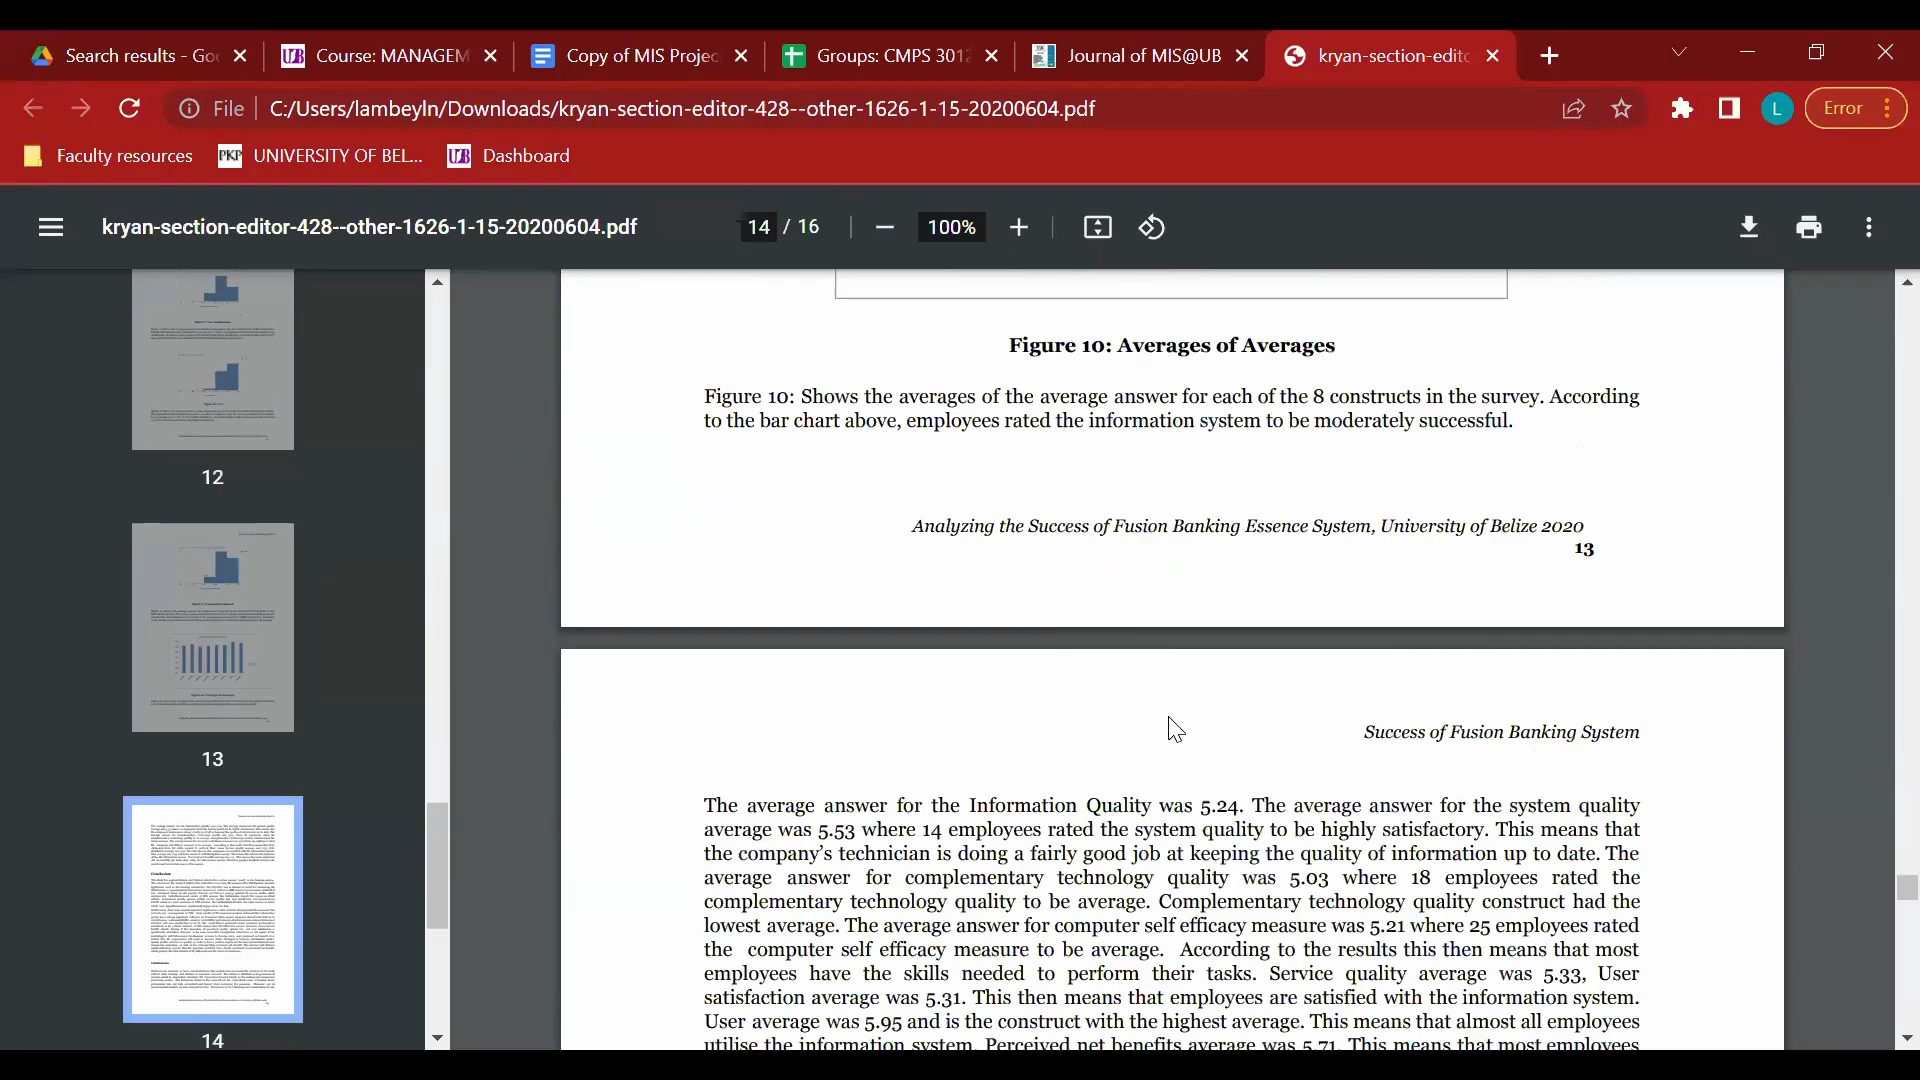 Search results - Goo
Course: MANAGEM
Copy of MIS Projec
Groups: CMPS 3012
Journal of MIS@UB
kryan-section-edito
File
C:/Users/lambeyln/Downloads/kryan-section-editor-428--other-1626-1-15-20200604.pdf
L
Error
Faculty resources
PKP
UNIVERSITY OF BEL...
UB
Dashboard
kryan-section-editor-428--other-1626-1-15-20200604.pdf
14 / 16
100%
12
13
14
Figure 10: Averages of Averages
Figure 10: Shows the averages of the average answer for each of the 8 constructs in the survey. According
to the bar chart above, employees rated the information system to be moderately successful.
Analyzing the Success of Fusion Banking Essence System, University of Belize 2020
13
Success of Fusion Banking System
The average answer for the Information Quality was 5.24. The average answer for the system quality
average was 5.53 where 14 employees rated the system quality to be highly satisfactory. This means that
the company's technician is doing a fairly good job at keeping the quality of information up to date. The
average answer for complementary technology quality was 5.03 where 18 employees rated the
complementary technology quality to be average. Complementary technology quality construct had the
lowest average. The average answer for computer self efficacy measure was 5.21 where 25 employees rated
the computer self efficacy measure to be average. According to the results this then means that most
employees have the skills needed to perform their tasks. Service quality average was 5.33, User
satisfaction average was 5.31. This then means that employees are satisfied with the information system.
User average was 5.95 and is the construct with the highest average. This means that almost all employees
utilise the information system. Perceived net benefits average was 5.71. This means that most employees